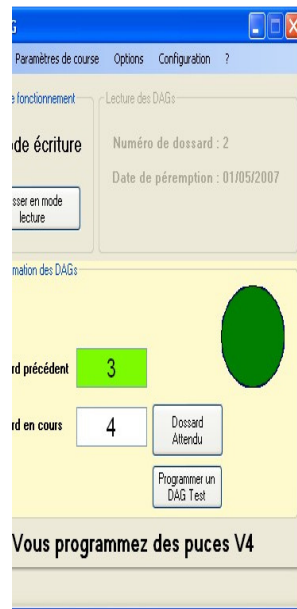 G
Paramètres de course Options Configuration ?
e fonctionnement
Lecture des DAGs
de écriture
Numéro de dossard : 2
Date de péremption : 01/05/2007
sser en mode
lecture
mation des DAGs
rd précédent 3
rd en cours 4
Dossard
Attendu
Programmer un
DAG Test
Vous programmez des puces V4